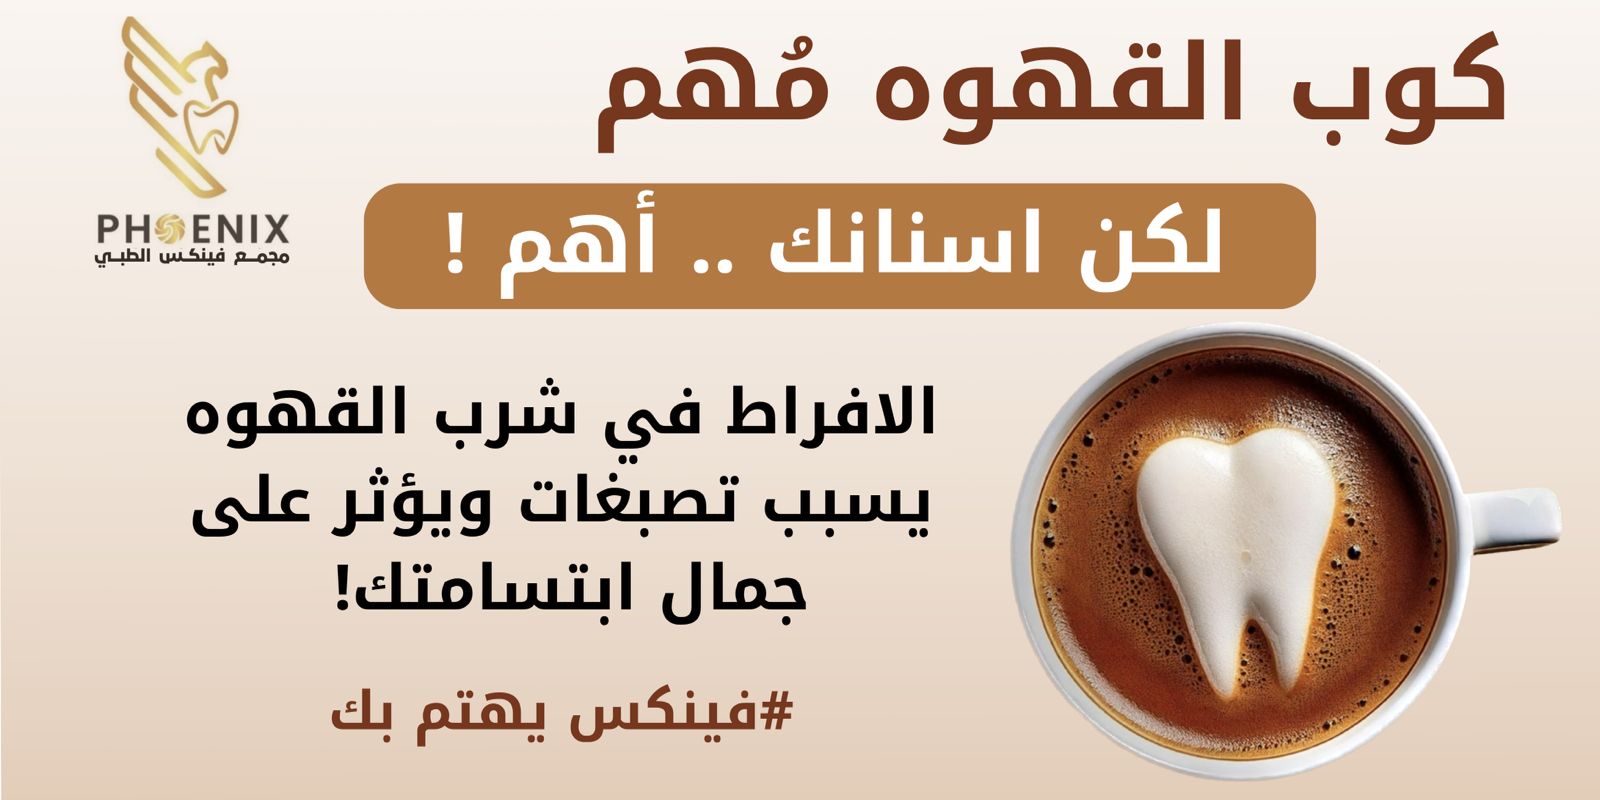 كوب القهوه مُهم
لكن اسنانك .. أهم !
PHOENIX
مجمع فينكس الطبي
الافراط في شرب القهوه
يسبب تصبغات ويؤثر على
جمال ابتسامتك!
#فينكس يهتم بك